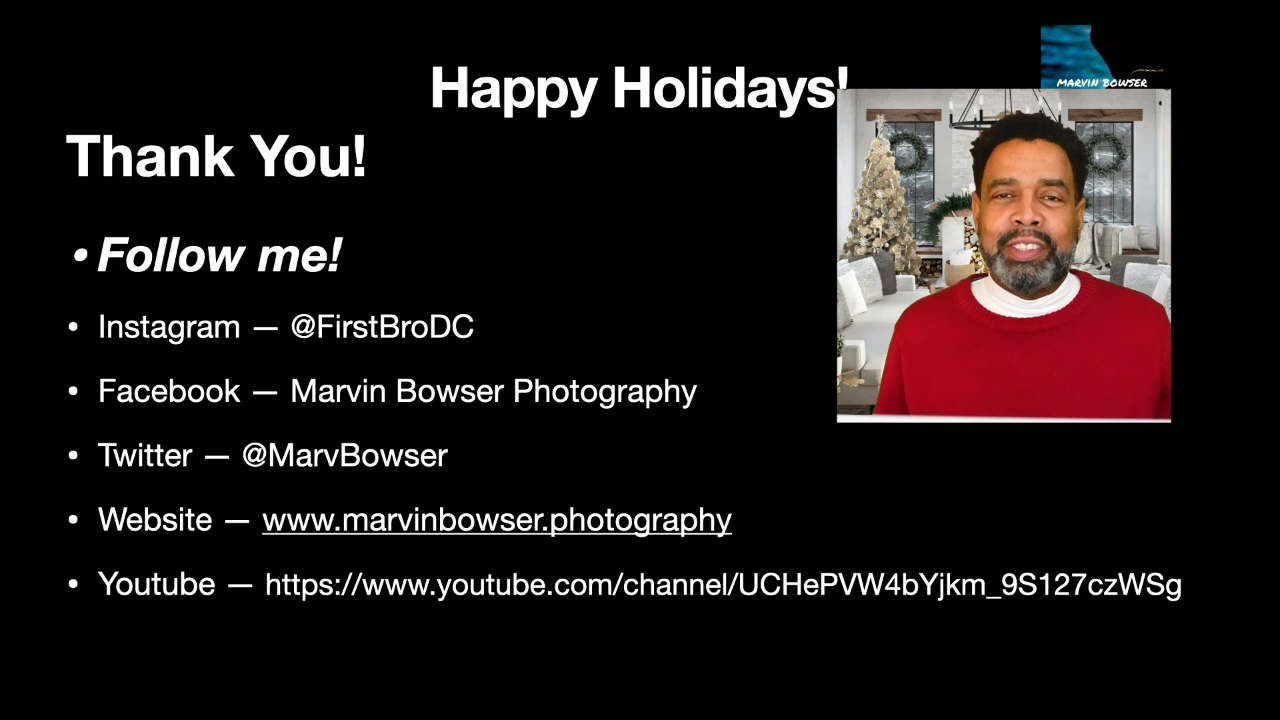 Happy Holidays!
MARVIN BOWSER
Thank You!
• Follow me!
• Instagram — @FirstBroDC
• Facebook — Marvin Bowser Photography
• Twitter — @MarvBowser
• Website — www.marvinbowser.photography
• Youtube — https://www.youtube.com/channel/UCHePVW4bYjkm_9S127czWSg